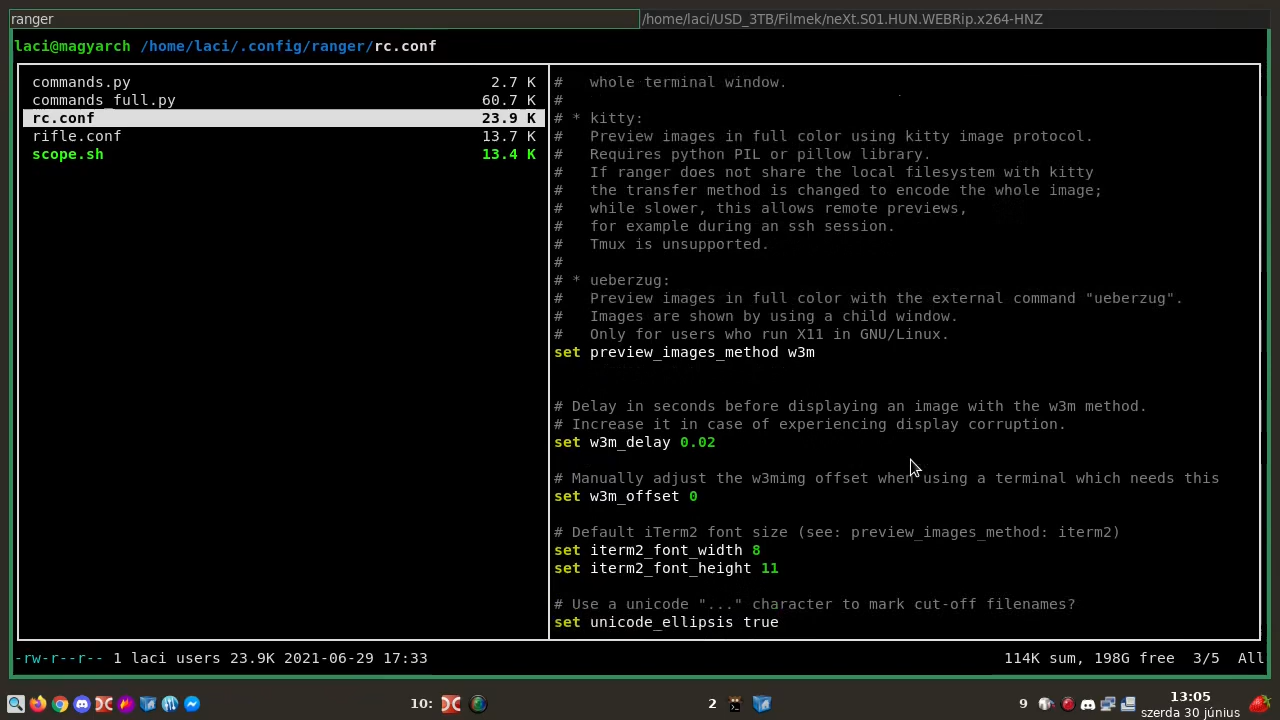 ranger
/home/laci/USD_3TB/Filmek/neXt.S01.HUN.WEBRip.x264-HNZ
laci@magyarch /home/laci/.config/ranger/rc.conf
commands.py 2.7 K
commands_full.py 60.7 K
rc.conf 23.9 K
rifle.conf 13.7 K
scope.sh 13.4 K
#   whole terminal window.
#
# * kitty:
#   Preview images in full color using kitty image protocol.
#   Requires python PIL or pillow library.
#   If ranger does not share the local filesystem with kitty
#   the transfer method is changed to encode the whole image;
#   while slower, this allows remote previews,
#   for example during an ssh session.
#   Tmux is unsupported.
#
# * ueberzug:
#   Preview images in full color with the external command "ueberzug".
#   Images are shown by using a child window.
#   Only for users who run X11 in GNU/Linux.
set preview_images_method w3m
# Delay in seconds before displaying an image with the w3m method.
# Increase it in case of experiencing display corruption.
set w3m_delay 0.02
# Manually adjust the w3mimg offset when using a terminal which needs this
set w3m_offset 0
# Default iTerm2 font size (see: preview_images_method: iterm2)
set iterm2_font_width 8
set iterm2_font_height 11
# Use a unicode "..." character to mark cut-off filenames?
set unicode_ellipsis true
-rw-r--r-- 1 laci users 23.9K 2021-06-29 17:33
114K sum, 198G free  3/5  All
10:
2
9
13:05
szerda 30 június